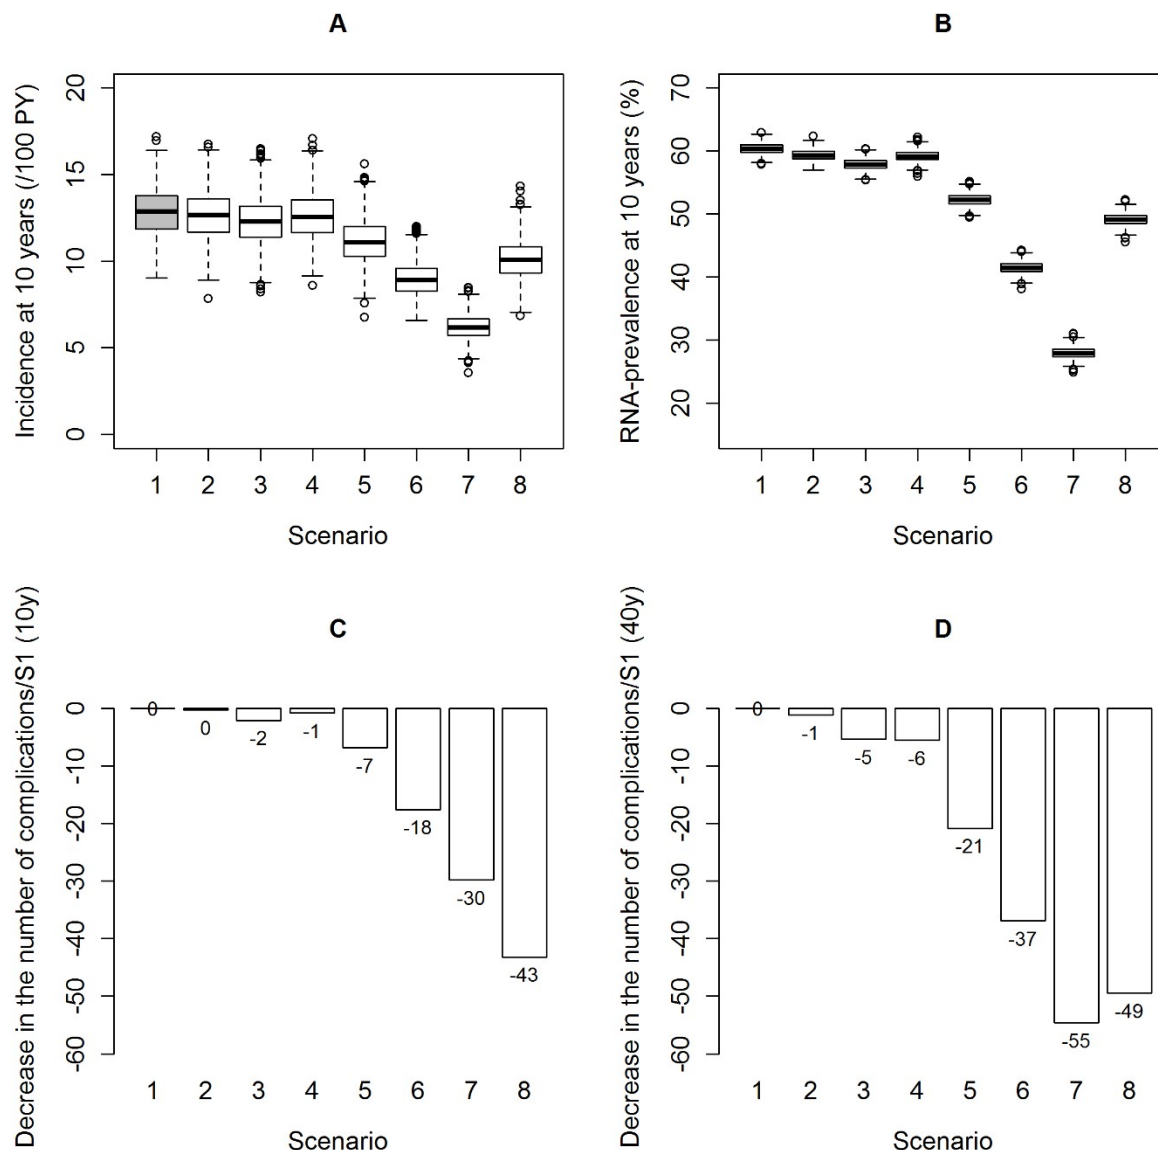 A
Incidence at 10 years (/100 PY)
20
15
10
5
0
1 2 3 4 5 6 7 8
Scenario
B
RNA-prevalence at 10 years (%)
70
60
50
40
30
20
1 2 3 4 5 6 7 8
Scenario
C
Decrease in the number of complications/S1 (10y)
0
-10
-20
-30
-40
-50
-60
0 0 -2 -1 -7 -18 -30 -43
1 2 3 4 5 6 7 8
Scenario
D
Decrease in the number of complications/S1 (40y)
0
-10
-20
-30
-40
-50
-60
0 -1 -5 -6 -21 -37 -55 -49
1 2 3 4 5 6 7 8
Scenario